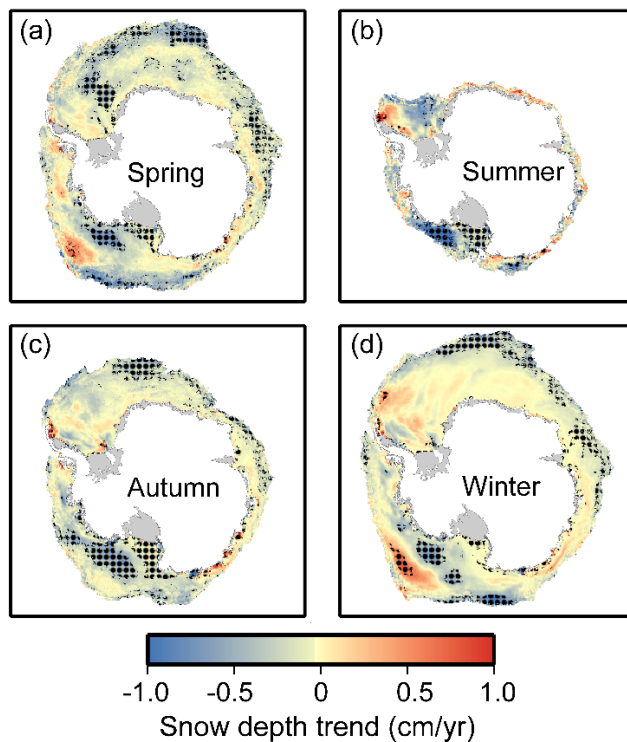 (a)
Spring
(b)
Summer
(c)
Autumn
(d)
Winter
-1.0 -0.5 0 0.5 1.0
Snow depth trend (cm/yr)